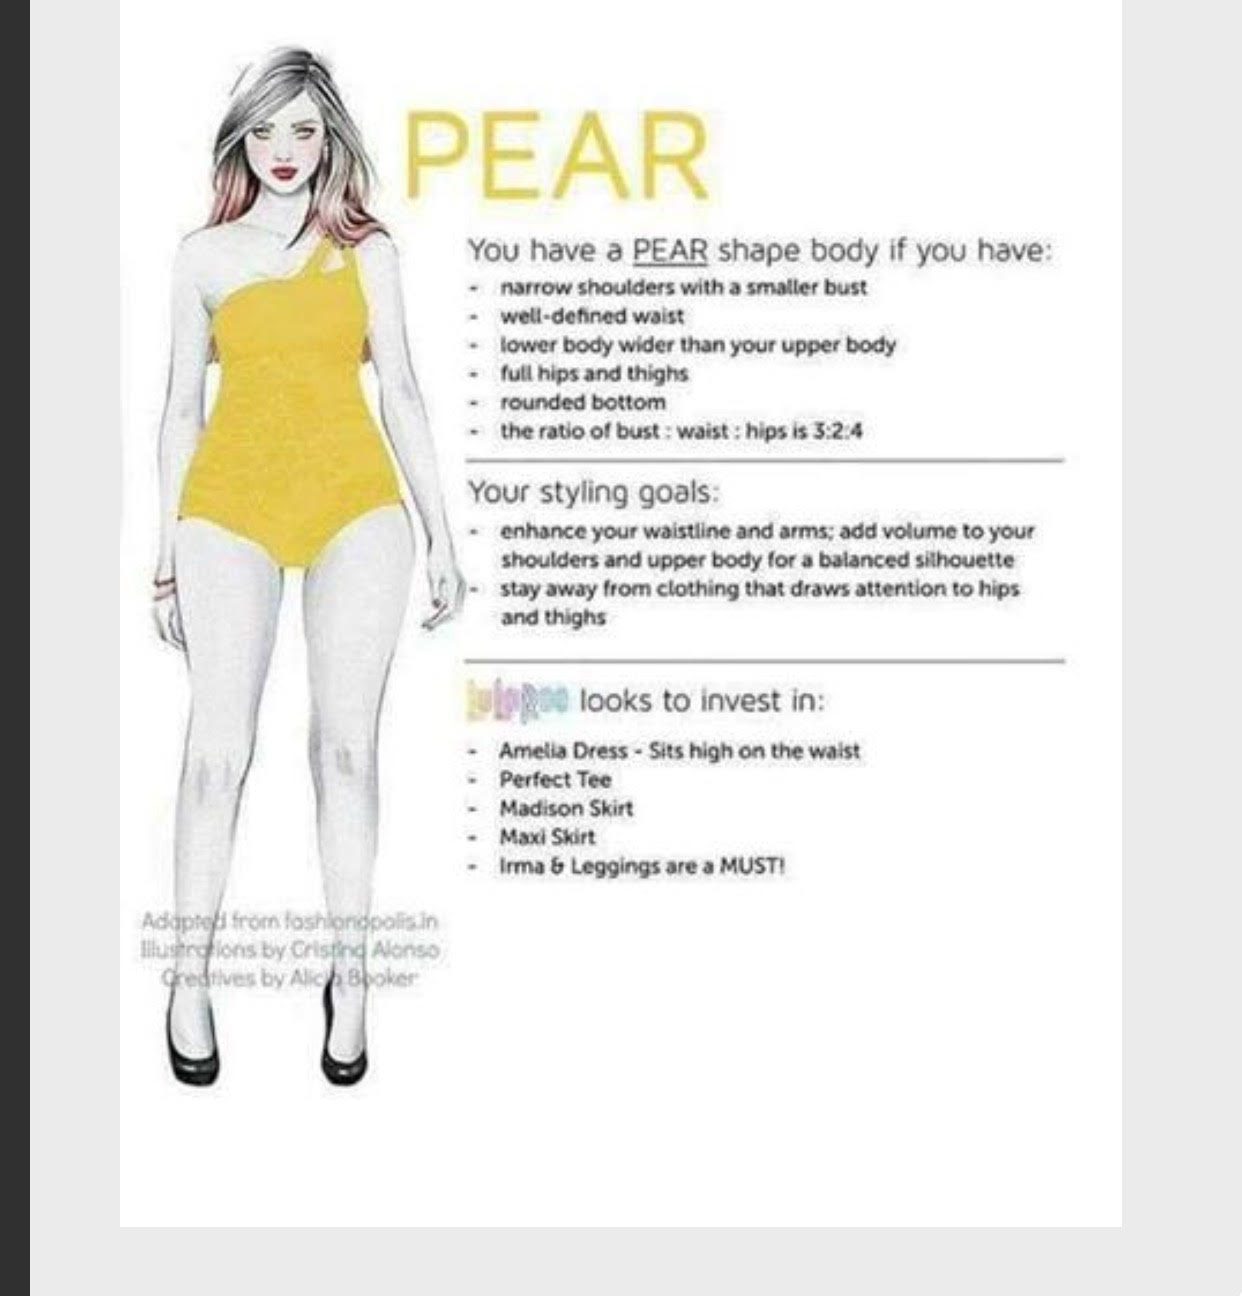 PEAR
You have a PEAR shape body if you have:
- narrow shoulders with a smaller bust
- well-defined waist
- lower body wider than your upper body
- full hips and thighs
- rounded bottom
- the ratio of bust : waist : hips is 3:2:4
Your styling goals:
- enhance your waistline and arms; add volume to your
shoulders and upper body for a balanced silhouette
- stay away from clothing that draws attention to hips
and thighs
lulaRoe looks to invest in:
- Amelia Dress - Sits high on the waist
- Perfect Tee
- Madison Skirt
- Maxi Skirt
- Irma & Leggings are a MUST!
Adapted from fashionopolis.in
Illustrations by Cristina Alonso
Creatives by Alicia Booker